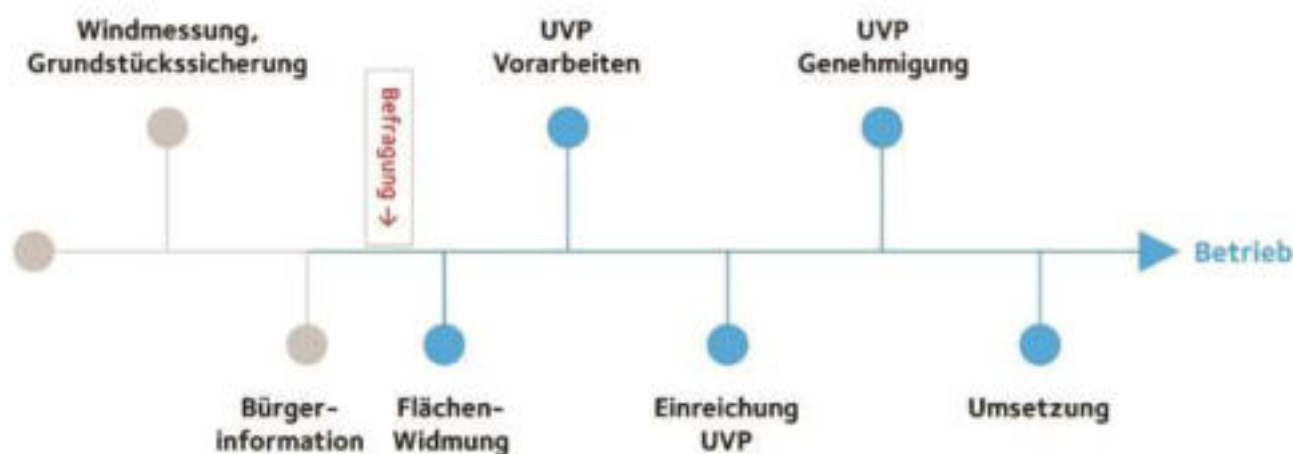 Windmessung,
Grundstückssicherung
UVP
Vorarbeiten
UVP
Genehmigung
Befragung →
Betrieb
Bürger-
information
Flächen-
Widmung
Einreichung
UVP
Umsetzung